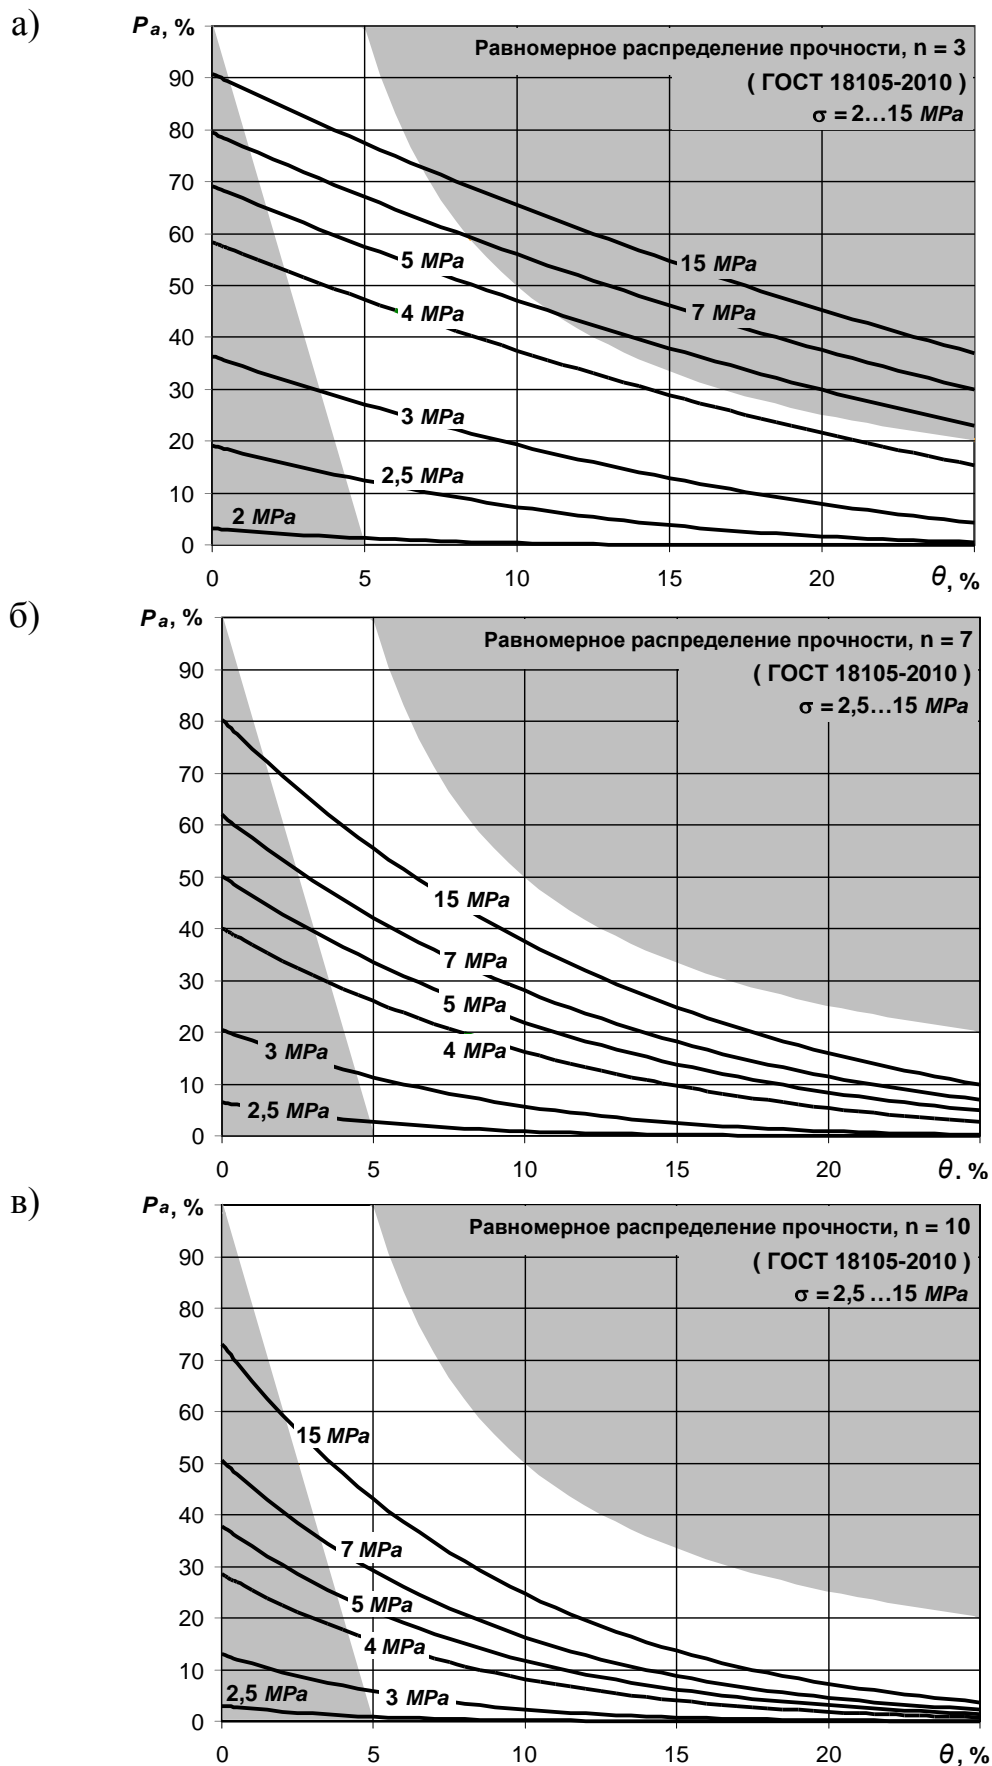 а)
Pa, %
Равномерное распределение прочности, n = 3
( ГОСТ 18105-2010 )
σ = 2...15 MPa
90
80
70
60
50
40
30
20
10
0
15 MPa
7 MPa
5 MPa
4 MPa
3 MPa
2,5 MPa
2 MPa
0 5 10 15 20 θ, %
б)
Pa, %
Равномерное распределение прочности, n = 7
( ГОСТ 18105-2010 )
σ = 2,5...15 MPa
90
80
70
60
50
40
30
20
10
0
15 MPa
7 MPa
5 MPa
4 MPa
3 MPa
2,5 MPa
0 5 10 15 20 θ. %
в)
Pa, %
Равномерное распределение прочности, n = 10
( ГОСТ 18105-2010 )
σ = 2,5 ...15 MPa
90
80
70
60
50
40
30
20
10
0
15 MPa
7 MPa
5 MPa
4 MPa
3 MPa
2,5 MPa
0 5 10 15 20 θ, %